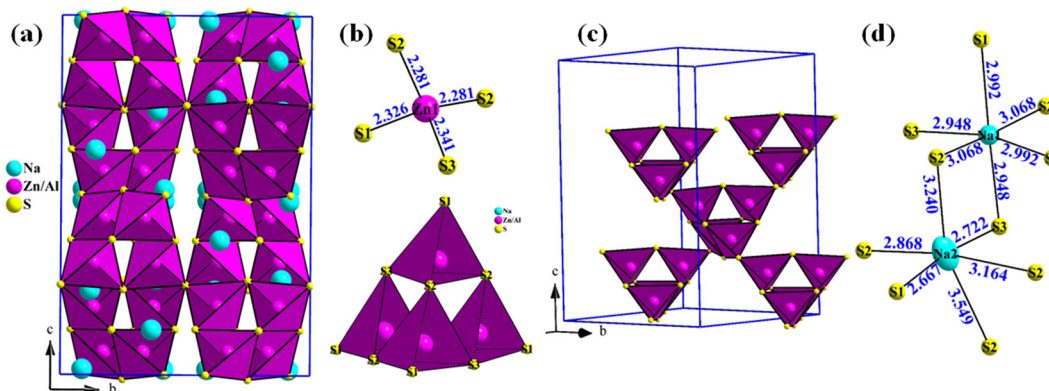 (a)
Na
Zn/Al
S
c
b
(b)
S2
2.281
2.281
S2
Zn1
2.326
S1
2.341
S3
Na
Zn/Al
S
S1
S3
S2
S2
S1
S3
S1
S3
S1
(c)
c
b
(d)
S1
2.992
S2
3.068
2.948
S3
Na1
S2
3.068
2.992
2.948
3.240
S3
2.722
2.868
S2
Na2
3.164
S2
S1
2.667
3.549
S2